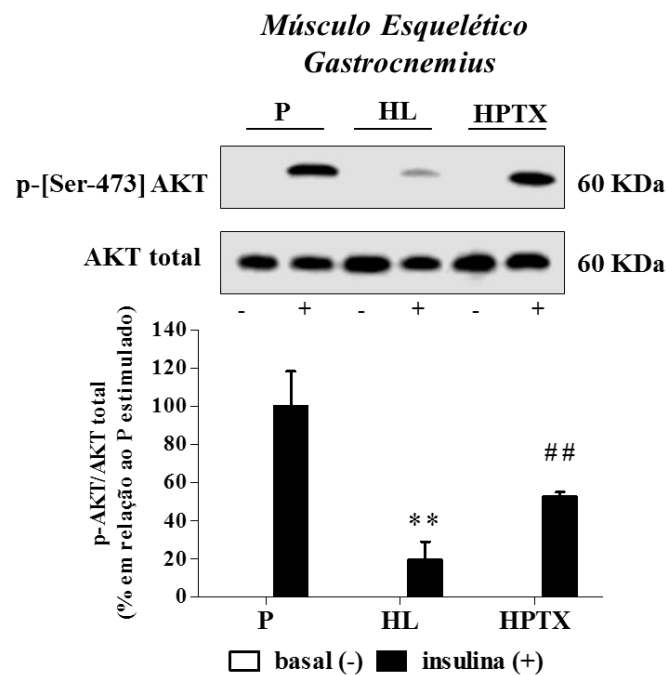 Músculo Esquelético
Gastrocnemius
P HL HPTX
p-[Ser-473] AKT 60 KDa
AKT total 60 KDa
- + - + - +
p-AKT/AKT total
(% em relação ao P estimulado)
140
120
100
80
60
40
20
0
**
##
P HL HPTX
basal (-) insulina (+)